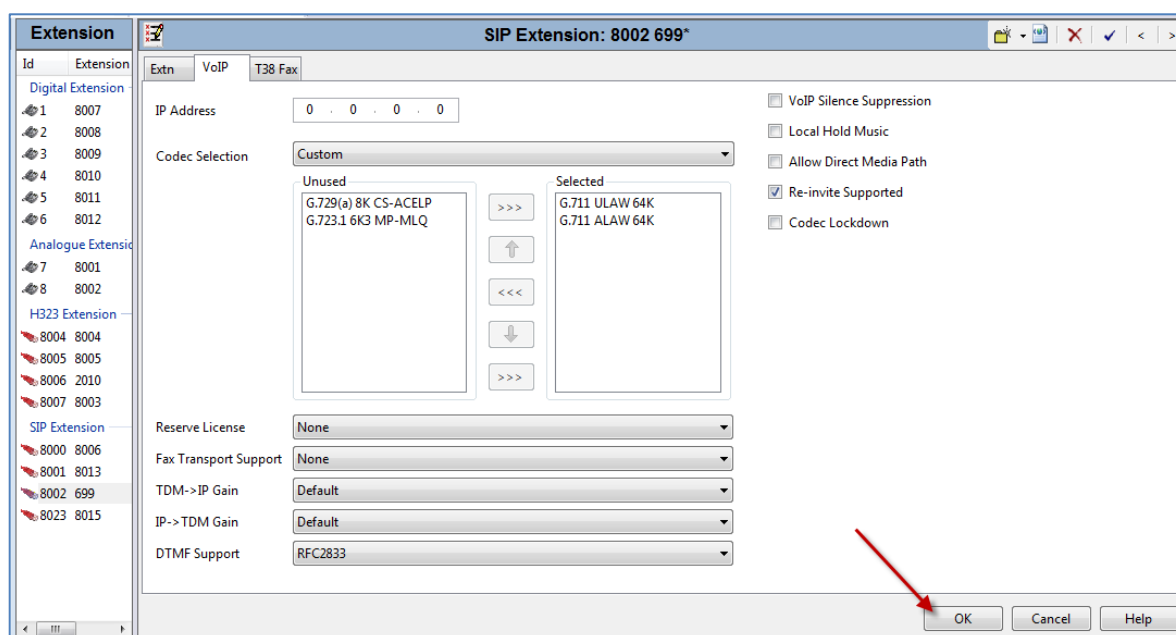 Extension
Id Extension
Digital Extension
1 8007
2 8008
3 8009
4 8010
5 8011
6 8012
Analogue Extensio
7 8001
8 8002
H323 Extension
8004 8004
8005 8005
8006 2010
8007 8003
SIP Extension
8000 8006
8001 8013
8002 699
8023 8015
SIP Extension: 8002 699*
< >
Extn VoIP T38 Fax
IP Address 0 . 0 . 0 . 0
Codec Selection Custom
Unused
G.729(a) 8K CS-ACELP
G.723.1 6K3 MP-MLQ
>>>
<<<
>>>
Selected
G.711 ULAW 64K
G.711 ALAW 64K
Reserve License None
Fax Transport Support None
TDM->IP Gain Default
IP->TDM Gain Default
DTMF Support RFC2833
VoIP Silence Suppression
Local Hold Music
Allow Direct Media Path
Re-invite Supported
Codec Lockdown
OK Cancel Help